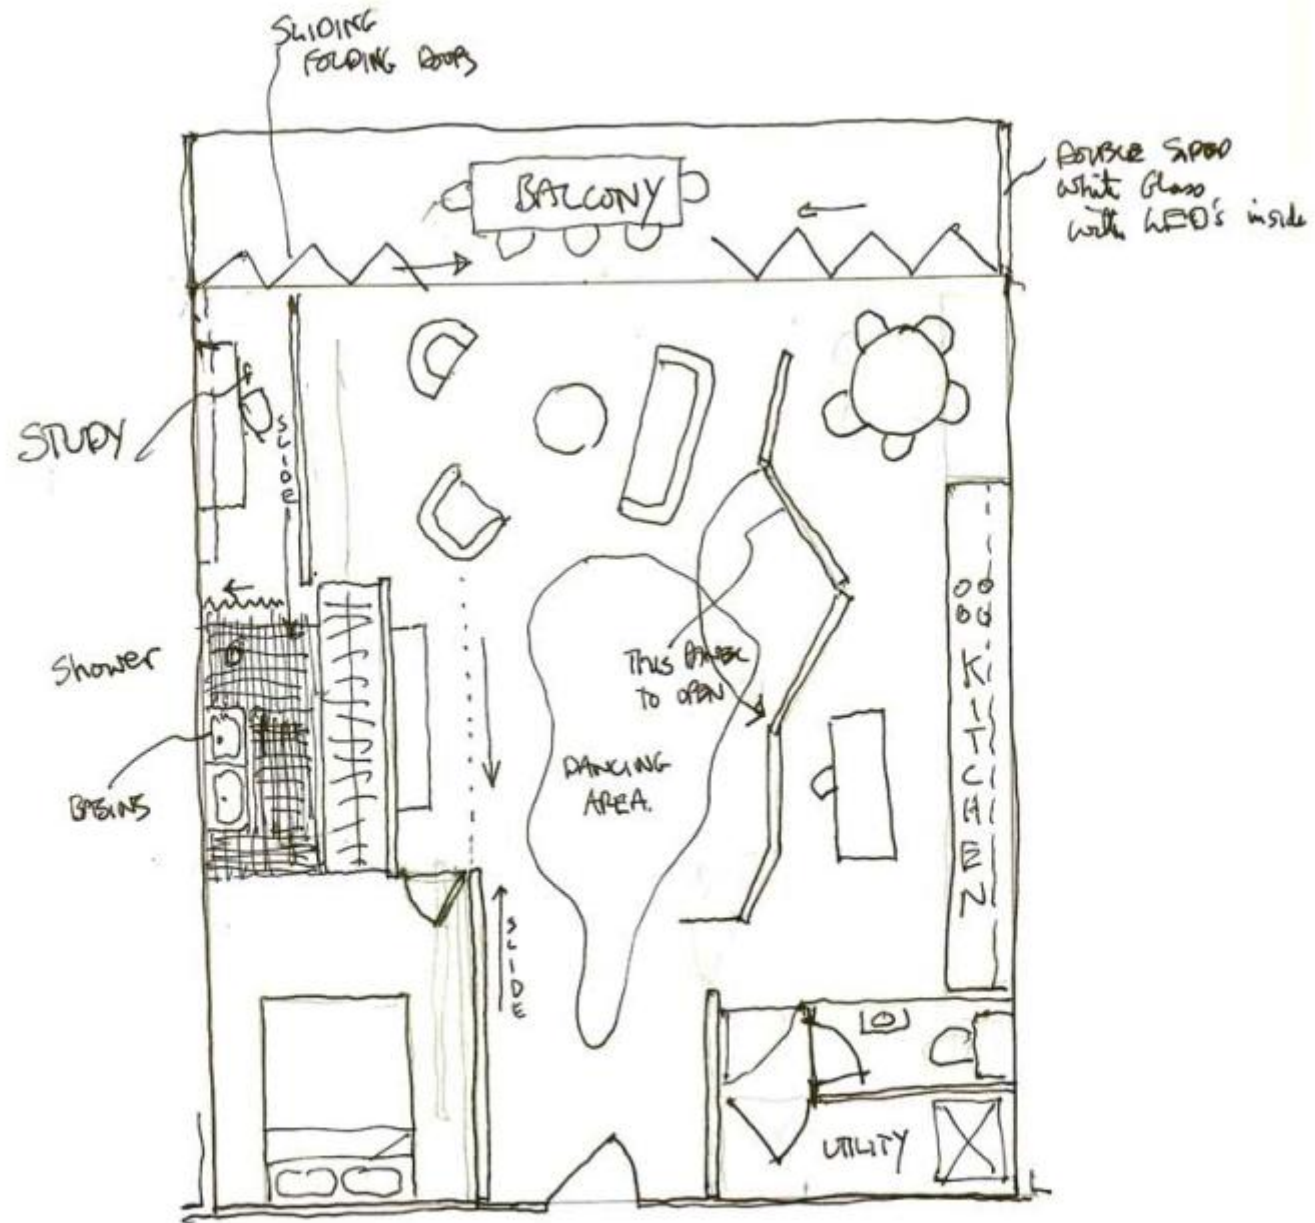 SLIDING
FOLDING DOORS
DOUBLE SIDED
White Glass
with LED's inside
BALCONY
STUDY
SLIDE
Shower
THIS PANEL
TO OPEN
KITCHEN
BASINS
DANCING
AREA.
SLIDE
UTILITY